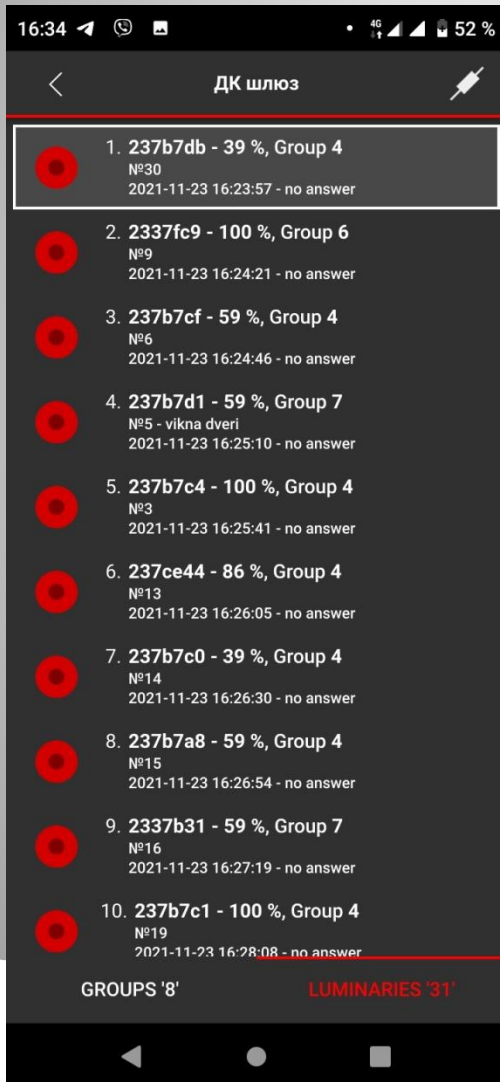 16:34 4G 52 %
ДК шлюз
1. 237b7db - 39 %, Group 4
№30
2021-11-23 16:23:57 - no answer
2. 2337fc9 - 100 %, Group 6
№9
2021-11-23 16:24:21 - no answer
3. 237b7cf - 59 %, Group 4
№6
2021-11-23 16:24:46 - no answer
4. 237b7d1 - 59 %, Group 7
№5 - vikna dveri
2021-11-23 16:25:10 - no answer
5. 237b7c4 - 100 %, Group 4
№3
2021-11-23 16:25:41 - no answer
6. 237ce44 - 86 %, Group 4
№13
2021-11-23 16:26:05 - no answer
7. 237b7c0 - 39 %, Group 4
№14
2021-11-23 16:26:30 - no answer
8. 237b7a8 - 59 %, Group 4
№15
2021-11-23 16:26:54 - no answer
9. 2337b31 - 59 %, Group 7
№16
2021-11-23 16:27:19 - no answer
10. 237b7c1 - 100 %, Group 4
№19
2021-11-23 16:28:08 - no answer
GROUPS '8' LUMINARIES '31'